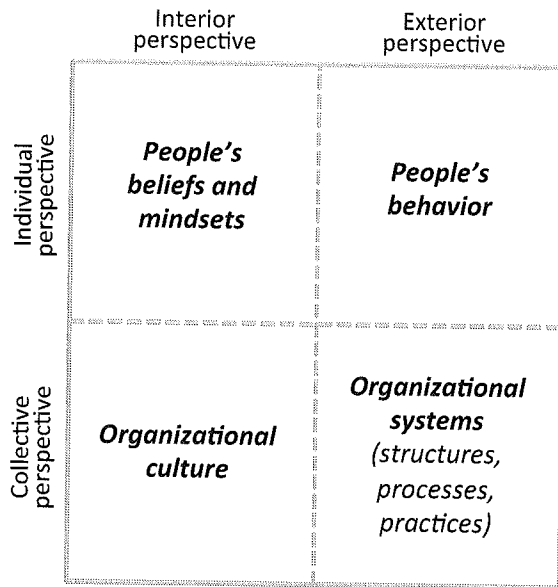 Interior
perspective
Exterior
perspective
Individual
perspective
People's
beliefs and
mindsets
People's
behavior
Collective
perspective
Organizational
culture
Organizational
systems
(structures,
processes,
practices)